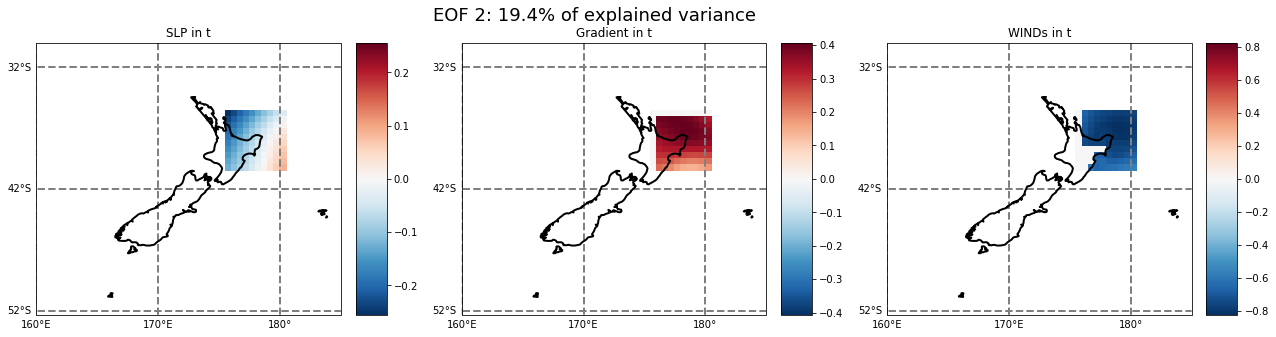 EOF 2: 19.4% of explained variance
SLP in t
32°S
42°S
52°S
160°E
170°E
180°
0.2
0.1
0.0
−0.1
−0.2
Gradient in t
32°S
42°S
52°S
160°E
170°E
180°
0.4
0.3
0.2
0.1
0.0
−0.1
−0.2
−0.3
−0.4
WINDs in t
32°S
42°S
52°S
160°E
170°E
180°
0.8
0.6
0.4
0.2
0.0
−0.2
−0.4
−0.6
−0.8